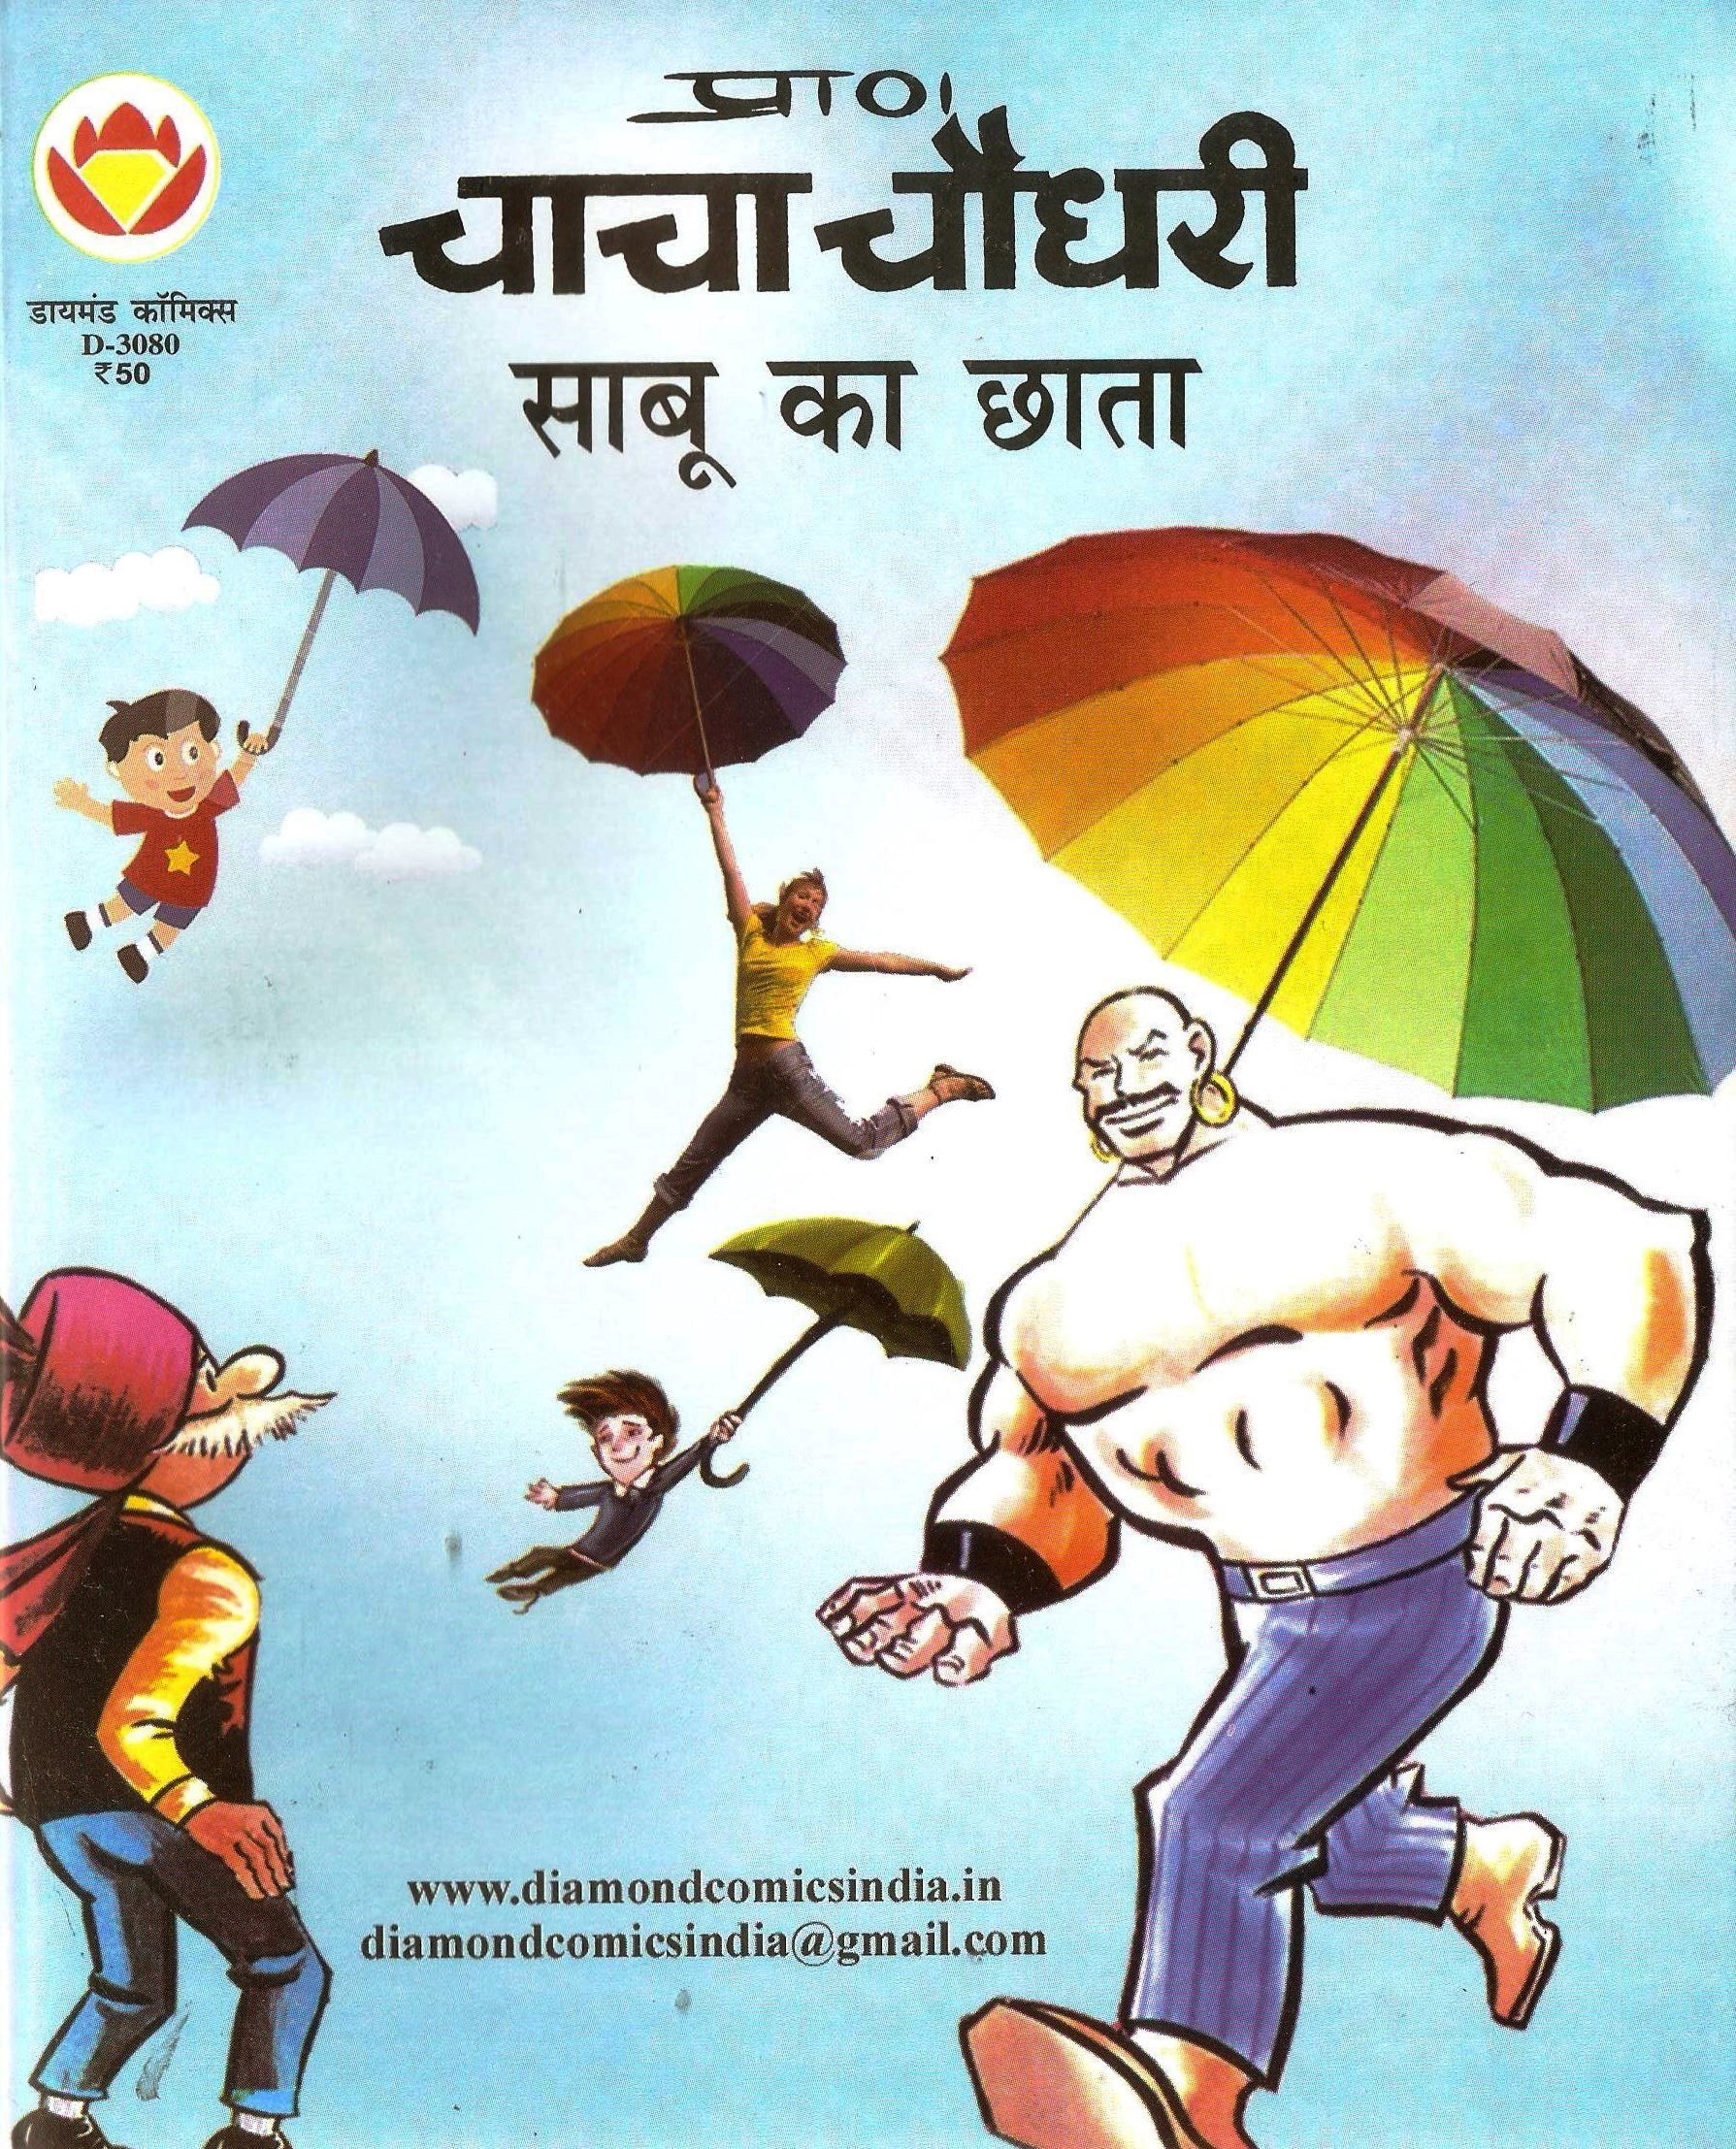 प्राण
चाचा चौधरी
डायमंड कॉमिक्स
D-3080
₹50
साबू का छाता
www.diamondcomicsindia.in
diamondcomicsindia@gmail.com